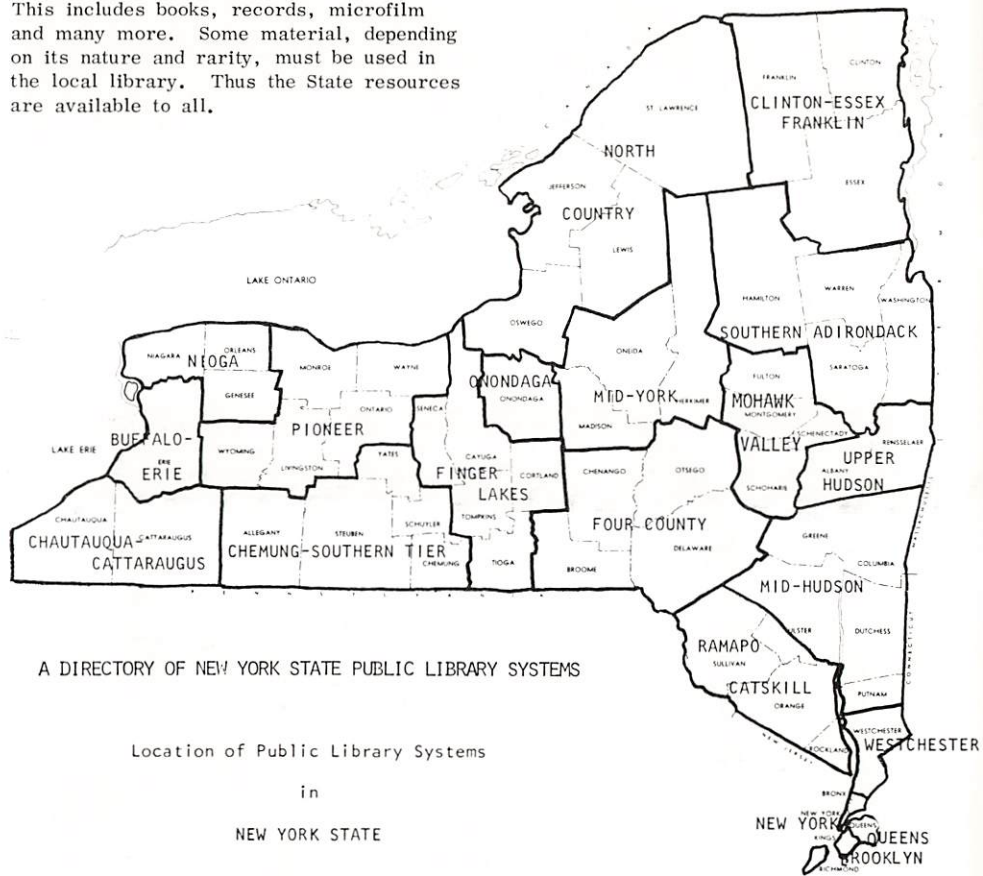 This includes books, records, microfilm
and many more. Some material, depending
on its nature and rarity, must be used in
the local library. Thus the State resources
are available to all.
FRANKLIN
CLINTON
CLINTON-ESSEX
FRANKLIN
ST. LAWRENCE
NORTH
JEFFERSON
ESSEX
COUNTRY
LEWIS
LAKE ONTARIO
HAMILTON
WARREN
WASHINGTON
OSWEGO
SOUTHERN ADIRONDACK
NIAGARA
ORLEANS
NIOGA
MONROE
WAYNE
ONEIDA
SARATOGA
ONONDAGA
ONONDAGA
FULTON
GENESEE
ONTARIO
SENECA
MID-YORK
HERKIMER
MOHAWK
MONTGOMERY
PIONEER
MADISON
SCHENECTADY
RENSSELAER
BUFFALO-
LAKE ERIE
WYOMING
YATES
VALLEY
UPPER
ERIE
ERIE
LIVINGSTON
CAYUGA
FINGER
CORTLAND
CHENANGO
OTSEGO
ALBANY
HUDSON
LAKES
SCHOHARIE
CHAUTAUQUA
TOMPKINS
FOUR COUNTY
CHAUTAUQUA-
CATTARAUGUS
ALLEGANY
STEUBEN
SCHUYLER
GREENE
CATTARAUGUS
CHEMUNG-SOUTHERN TIER
CHEMUNG
TIOGA
BROOME
DELAWARE
COLUMBIA
MID-HUDSON
ULSTER
DUTCHESS
CONNECTICUT
RAMAPO
SULLIVAN
CATSKILL
ORANGE
PUTNAM
A DIRECTORY OF NEW YORK STATE PUBLIC LIBRARY SYSTEMS
NEW JERSEY
ROCKLAND
WESTCHESTER
WESTCHESTER
Location of Public Library Systems
in
NEW YORK STATE
BRONX
NEW YORK
NEW YORK
QUEENS
KINGS
QUEENS
BROOKLYN
RICHMOND